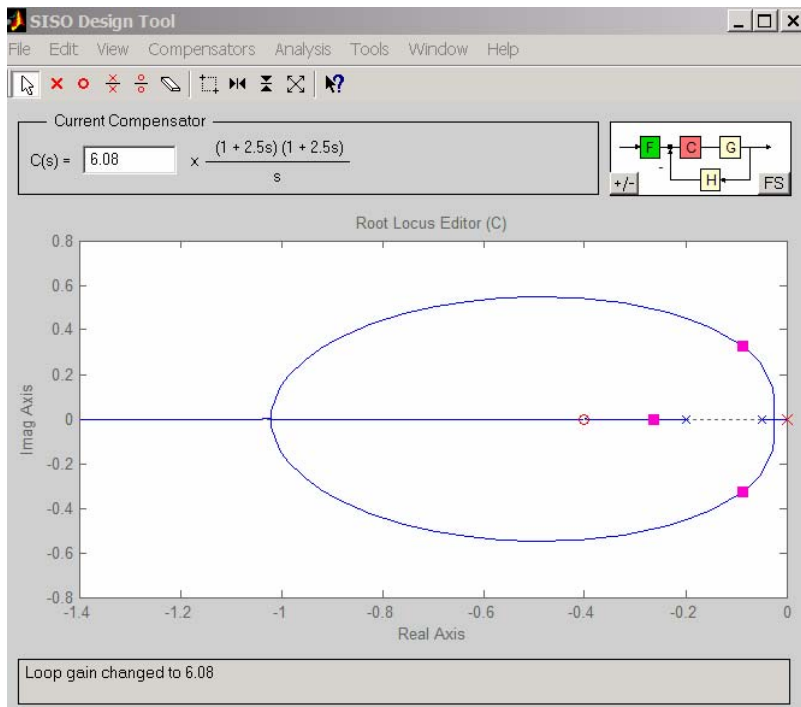 SISO Design Tool
File Edit View Compensators Analysis Tools Window Help
Current Compensator
C(s) = 6.08 x (1 + 2.5s) (1 + 2.5s)
s
F C G
-
H
+/- FS
Root Locus Editor (C)
0.8
0.6
0.4
0.2
0
-0.2
-0.4
-0.6
-0.8
Imag Axis
-1.4 -1.2 -1 -0.8 -0.6 -0.4 -0.2 0
Real Axis
Loop gain changed to 6.08